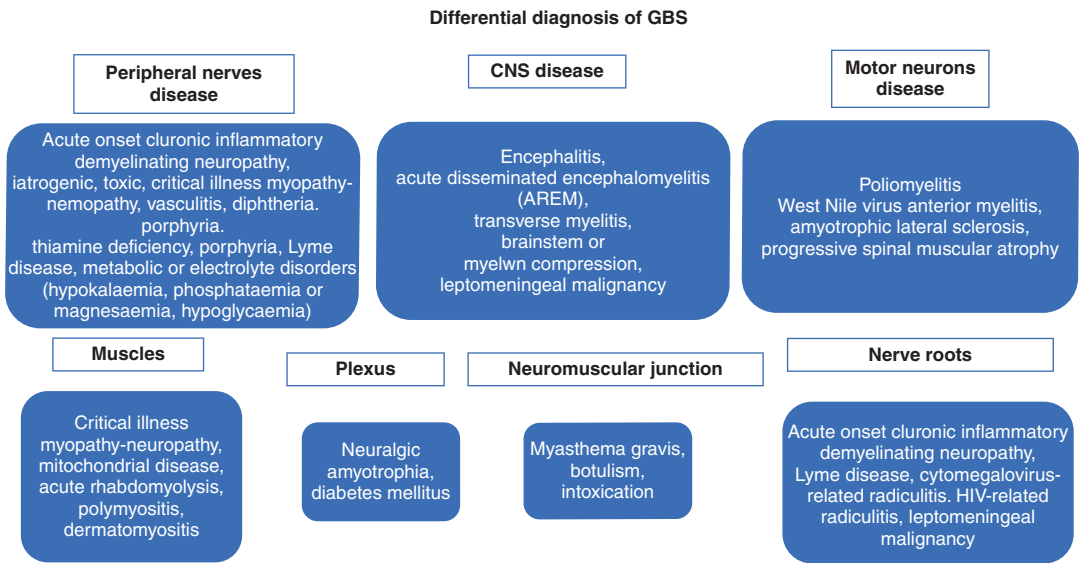 Differential diagnosis of GBS
Peripheral nerves
disease
Acute onset cluronic inflammatory
demyelinating neuropathy,
iatrogenic, toxic, critical illness myopathy-
nemopathy, vasculitis, diphtheria.
porphyria.
thiamine deficiency, porphyria, Lyme
disease, metabolic or electrolyte disorders
(hypokalaemia, phosphataemia or
magnesaemia, hypoglycaemia)
CNS disease
Encephalitis,
acute disseminated encephalomyelitis
(AREM),
transverse myelitis,
brainstem or
myelwn compression,
leptomeningeal malignancy
Motor neurons
disease
Poliomyelitis
West Nile virus anterior myelitis,
amyotrophic lateral sclerosis,
progressive spinal muscular atrophy
Muscles
Critical illness
myopathy-neuropathy,
mitochondrial disease,
acute rhabdomyolysis,
polymyositis,
dermatomyositis
Plexus
Neuralgic
amyotrophia,
diabetes mellitus
Neuromuscular junction
Myasthema gravis,
botulism,
intoxication
Nerve roots
Acute onset cluronic inflammatory
demyelinating neuropathy,
Lyme disease, cytomegalovirus-
related radiculitis. HIV-related
radiculitis, leptomeningeal
malignancy